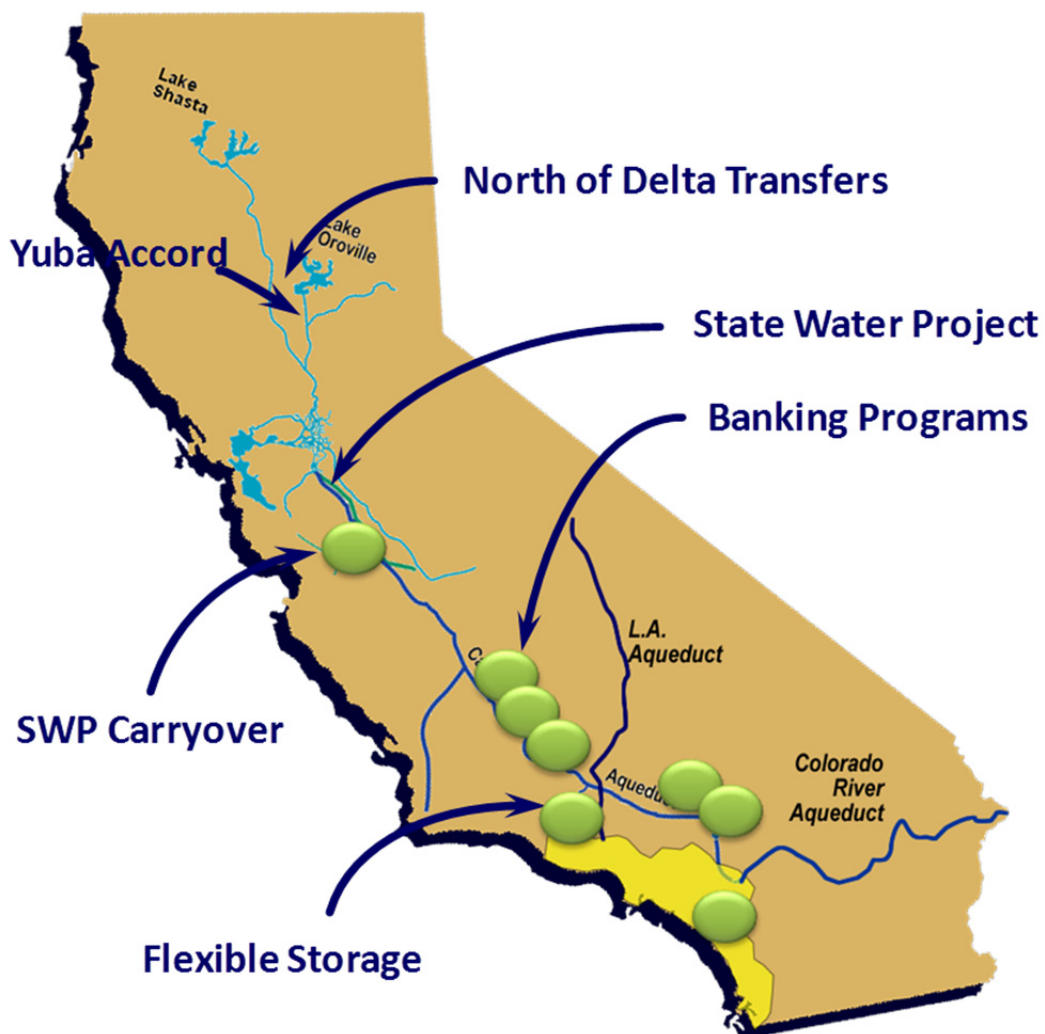 Lake
Shasta
North of Delta Transfers
Lake
Oroville
Yuba Accord
State Water Project
Banking Programs
L.A.
Aqueduct
SWP Carryover
Colorado
River
Aqueduct
Aqueduc
Flexible Storage